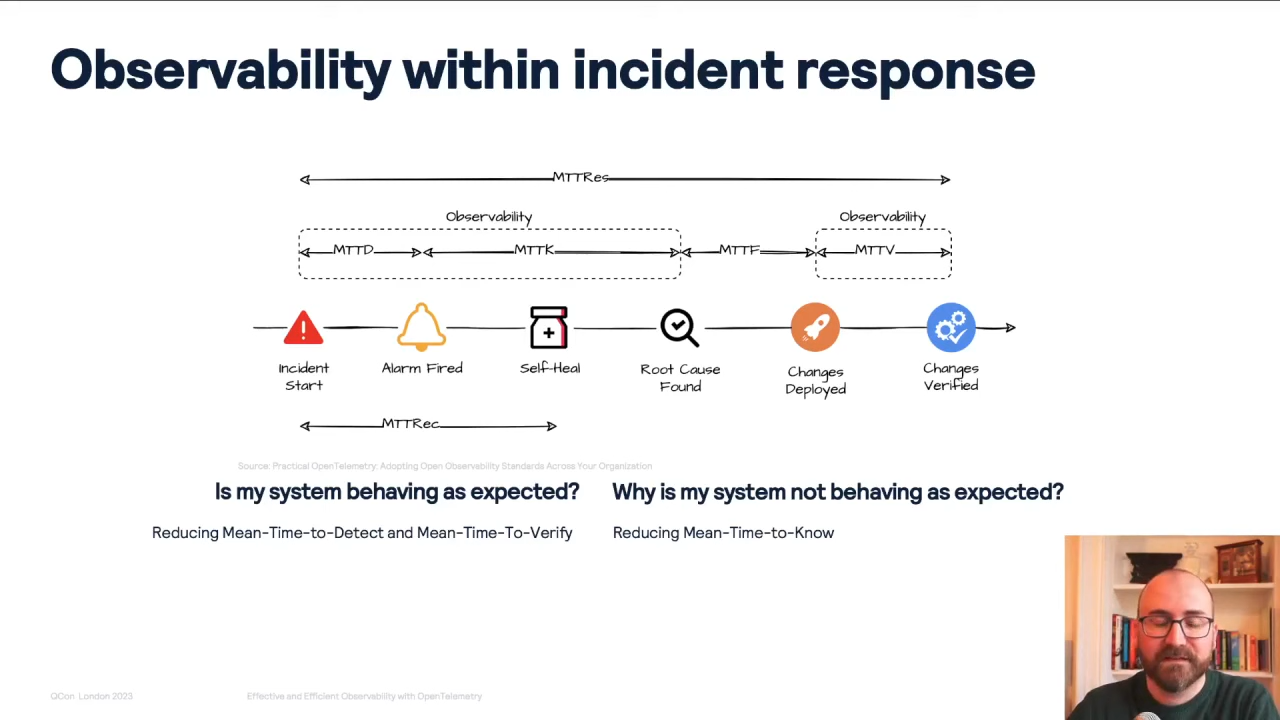 Observability within incident response
MTTRes
Observability
Observability
MTTD
MTTK
MTTF
MTTV
Incident
Start
Alarm Fired
Self-Heal
Root Cause
Found
Changes
Deployed
Changes
Verified
MTTRec
Source: Practical OpenTelemetry: Adopting Open Observability Standards Across Your Organization
Is my system behaving as expected?
Why is my system not behaving as expected?
Reducing Mean-Time-to-Detect and Mean-Time-To-Verify
Reducing Mean-Time-to-Know
QCon London 2023
Effective and Efficient Observability with OpenTelemetry